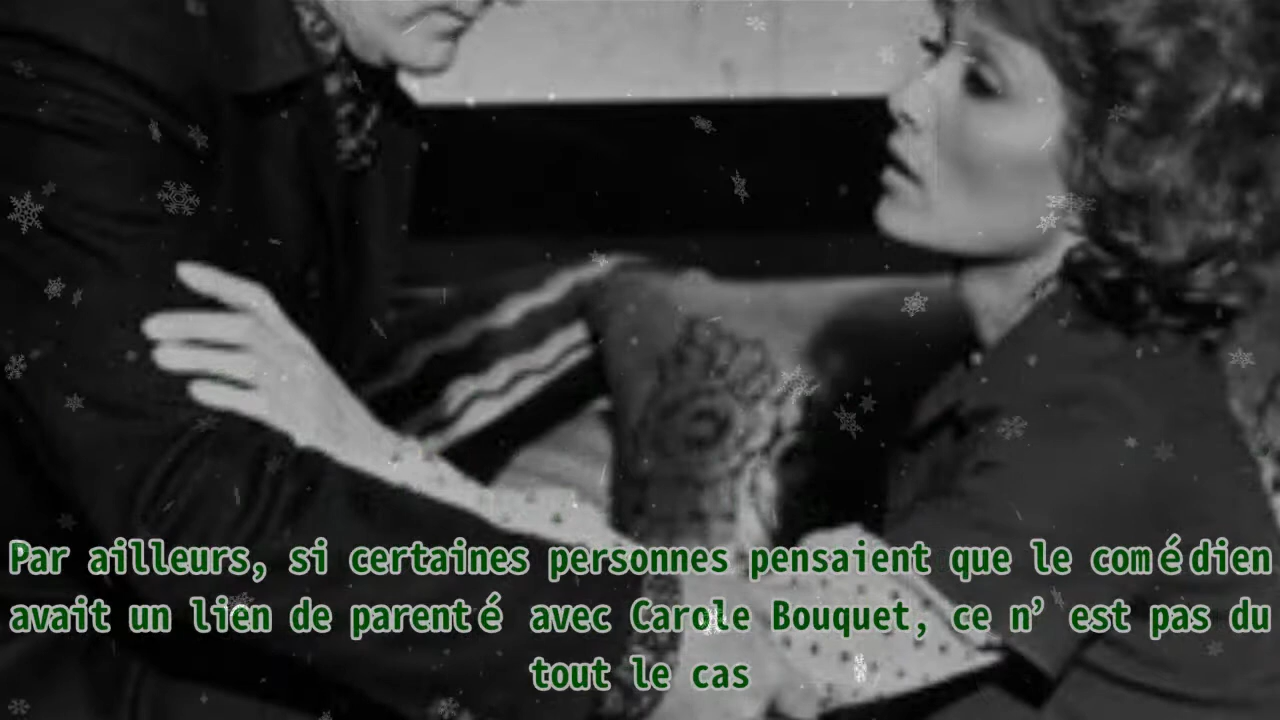 Par ailleurs, si certaines personnes pensaient que le comédien
avait un lien de parenté avec Carole Bouquet, ce n’ est pas du
tout le cas